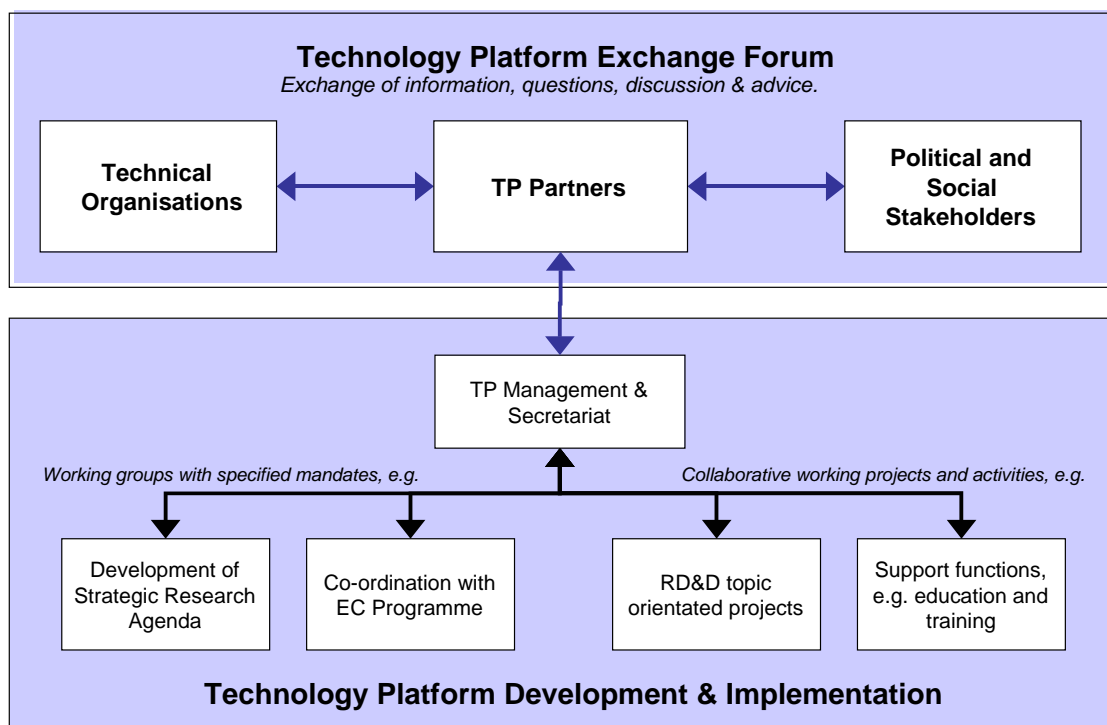 Technology Platform Exchange Forum
Exchange of information, questions, discussion & advice.
Technical
Organisations
TP Partners
Political and
Social
Stakeholders
TP Management &
Secretariat
Working groups with specified mandates, e.g.
Collaborative working projects and activities, e.g.
Development of
Strategic Research
Agenda
Co-ordination with
EC Programme
RD&D topic
orientated projects
Support functions,
e.g. education and
training
Technology Platform Development & Implementation